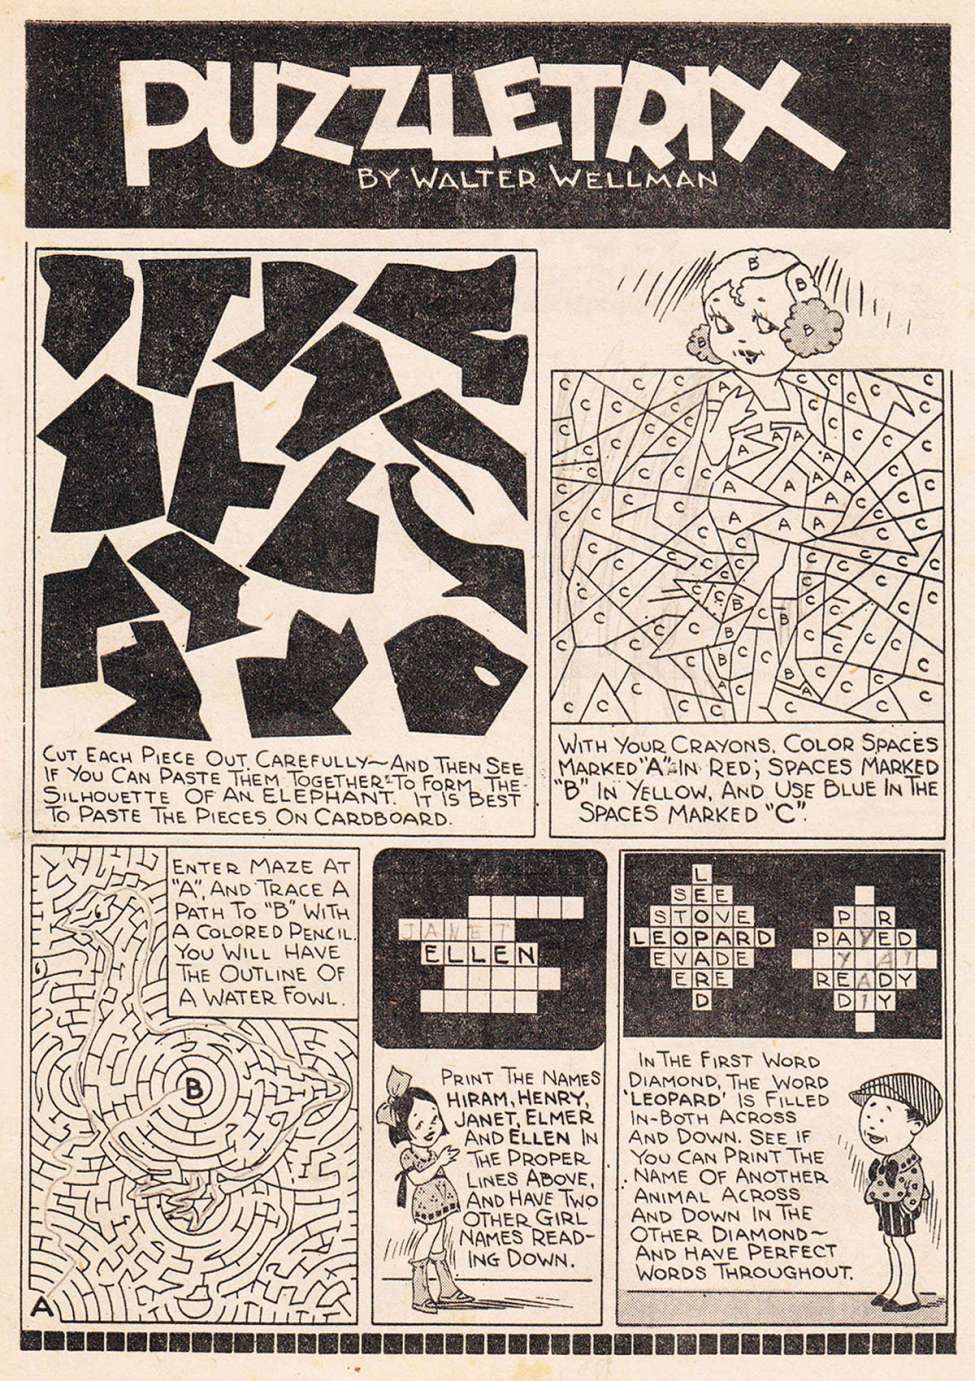 PUZZLETRIX
BY WALTER WELLMAN
CUT EACH PIECE OUT CAREFULLY~AND THEN SEE
IF YOU CAN PASTE THEM TOGETHER TO FORM THE
SILHOUETTE OF AN ELEPHANT. IT IS BEST
TO PASTE THE PIECES ON CARDBOARD.
WITH YOUR CRAYONS, COLOR SPACES
MARKED "A" IN RED; SPACES MARKED
"B" IN YELLOW, AND USE BLUE IN THE
SPACES MARKED "C".
ENTER MAZE AT
"A", AND TRACE A
PATH TO "B" WITH
A COLORED PENCIL.
YOU WILL HAVE
THE OUTLINE OF
A WATER FOWL.
B
A
JANET
ELLEN
PRINT THE NAMES
HIRAM, HENRY,
JANET, ELMER
AND ELLEN IN
THE PROPER
LINES ABOVE,
AND HAVE TWO
OTHER GIRL
NAMES READ-
ING DOWN.
L
SEE
STOVE
LEOPARD
EVADE
ERE
D
P R
PAYED
READY
D Y
IN THE FIRST WORD
DIAMOND, THE WORD
'LEOPARD' IS FILLED
IN-BOTH ACROSS
AND DOWN. SEE IF
YOU CAN PRINT THE
NAME OF ANOTHER
ANIMAL ACROSS
AND DOWN IN THE
OTHER DIAMOND~
AND HAVE PERFECT
WORDS THROUGHOUT.